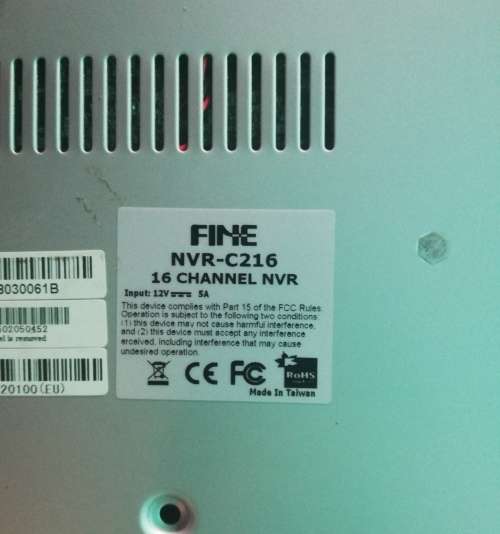 FINE
NVR-C216
16 CHANNEL NVR
Input: 12V 5A
This device complies with Part 15 of the FCC Rules
Operation is subject to the following two conditions
(1) this device may not cause harmful interference,
and (2) this device must accept any interference
ereceived, including interference that may cause
undesired operation.
CE FC RoHS
Made In Taiwan
8030061B
502050452
el is removed
20100(EU)